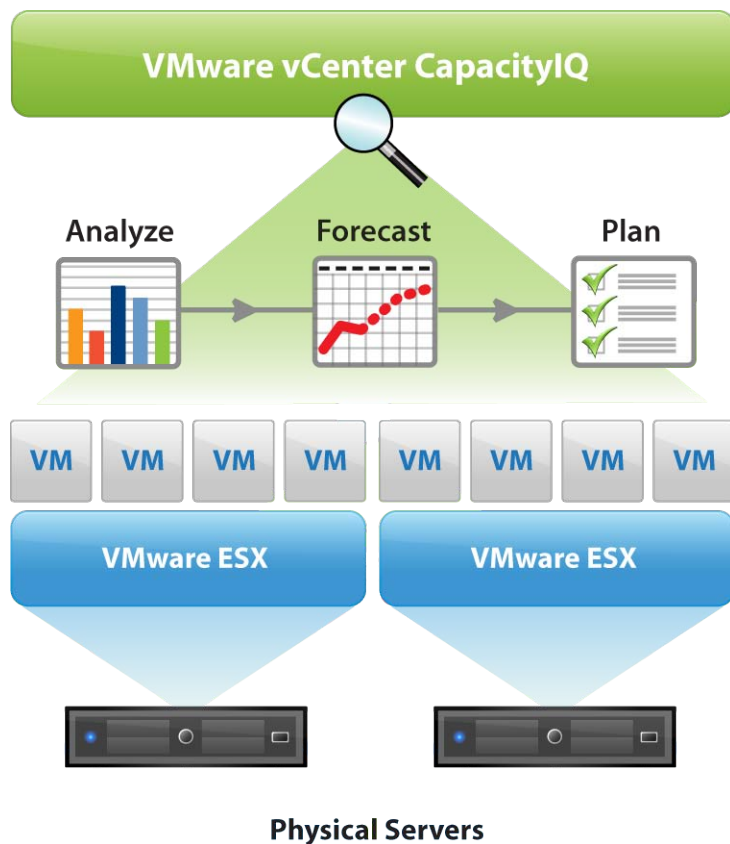 VMware vCenter CapacityIQ
Analyze Forecast Plan
VM VM VM VM VM VM VM VM
VMware ESX VMware ESX
Physical Servers